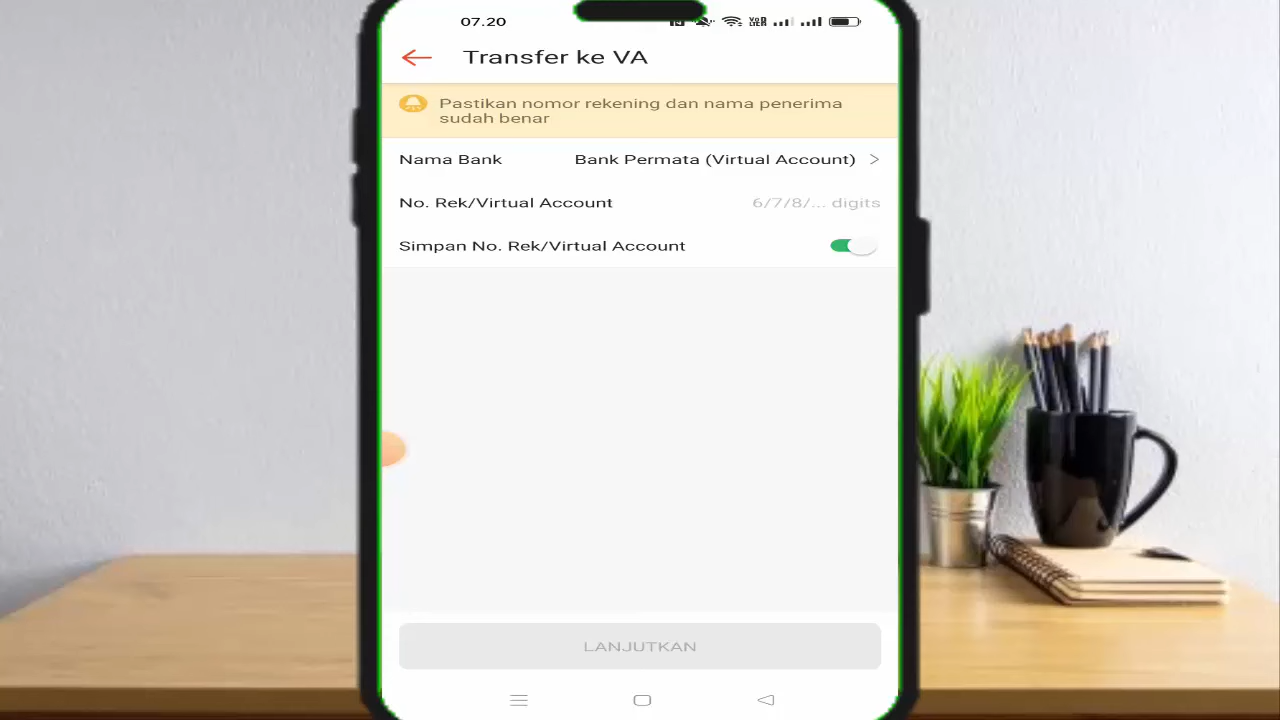 07.20
Transfer ke VA
Pastikan nomor rekening dan nama penerima
sudah benar
Nama Bank Bank Permata (Virtual Account) >
No. Rek/Virtual Account 6/7/8/... digits
Simpan No. Rek/Virtual Account
LANJUTKAN